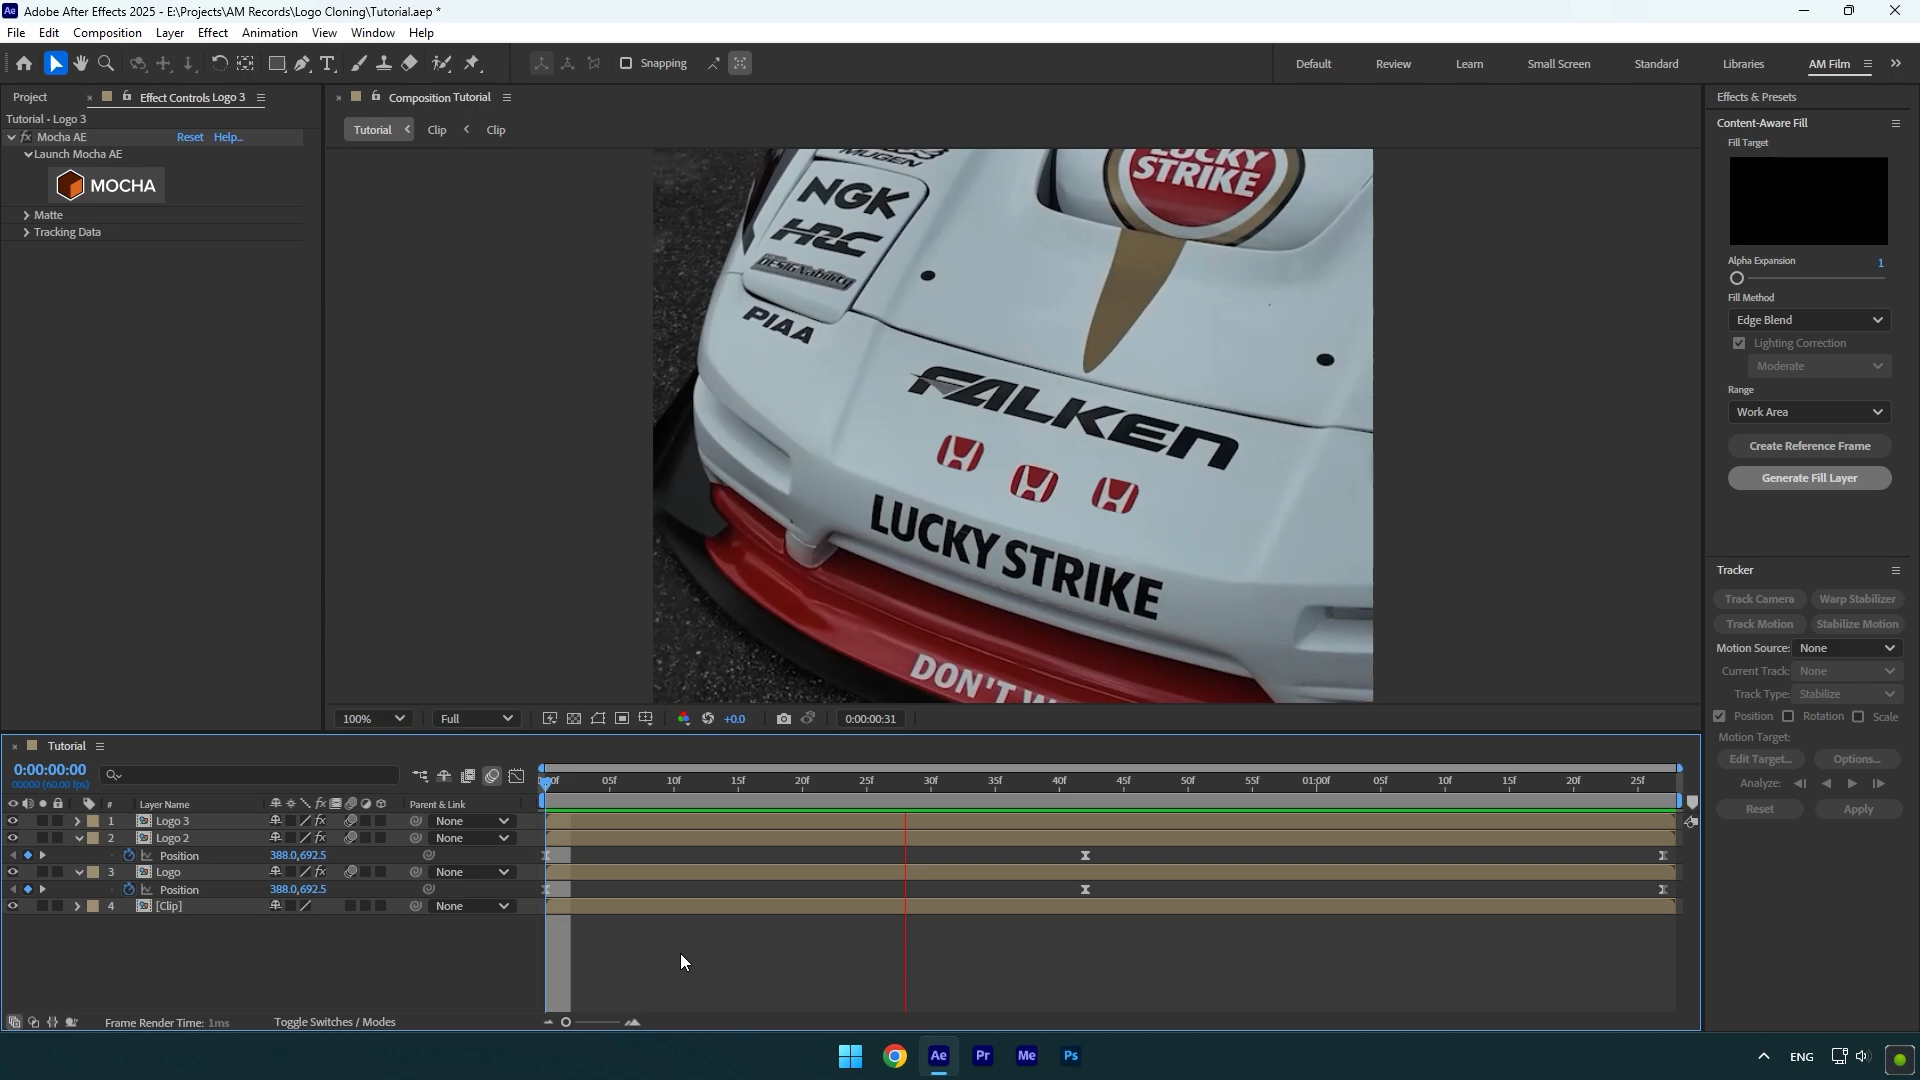 Adobe After Effects 2025 - E:\Projects\AM Records\Logo Cloning\Tutorial.aep *
File Edit Composition Layer Effect Animation View Window Help
Snapping
Default Review Learn Small Screen Standard Libraries AM Film
Project
Effect Controls Logo 3
Tutorial - Logo 3
Mocha AE Reset Help...
Launch Mocha AE
MOCHA
Matte
Tracking Data
Composition Tutorial
Tutorial Clip Clip
MUGEN
NGK
HRC
DESIGNability
PIAA
LUCKY
STRIKE
FALKEN
LUCKY STRIKE
DON'T W
100% Full +0.0 0:00:00:31
Effects & Presets
Content-Aware Fill
Fill Target
Alpha Expansion 1
Fill Method
Edge Blend
Lighting Correction
Moderate
Range
Work Area
Create Reference Frame
Generate Fill Layer
Tracker
Track Camera Warp Stabilizer
Track Motion Stabilize Motion
Motion Source: None
Current Track: None
Track Type: Stabilize
Position Rotation Scale
Motion Target:
Edit Target... Options...
Analyze:
Reset Apply
Tutorial
0:00:00:00
00000 (60.00 fps)
# Layer Name Parent & Link
05f 10f 15f 20f 25f 30f 35f 40f 45f 50f 55f 01:00f 05f 10f 15f 20f 25f
1 Logo 3 None
2 Logo 2 None
Position 388.0,692.5
3 Logo None
Position 388.0,692.5
4 [Clip] None
Frame Render Time: 1ms Toggle Switches / Modes
Ae Pr Me Ps
ENG